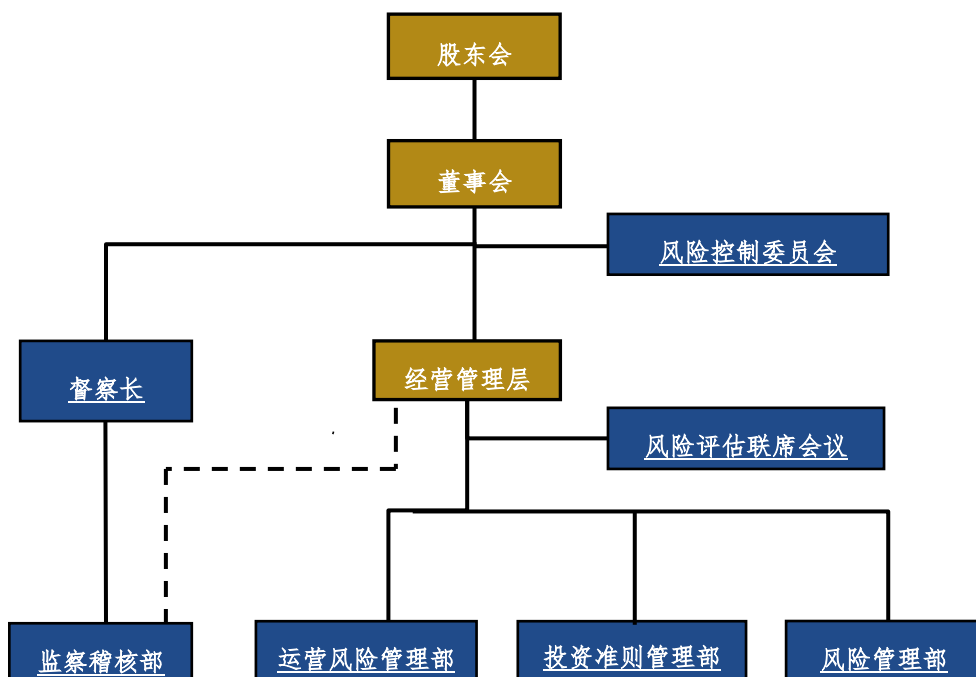 股东会
董事会
风险控制委员会
督察长
经营管理层
风险评估联席会议
监察稽核部
运营风险管理部
投资准则管理部
风险管理部